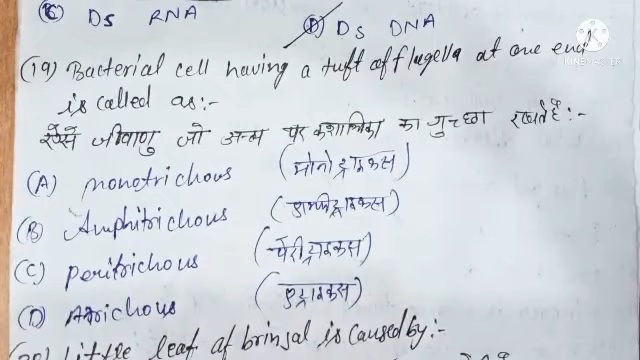 (C) Ds RNA
(D) Ds DNA
(19) Bacterial cell having a tuft of flagella at one end
is called as:-
ऐसे जीवाणु जो अन्त पर कशाभिका का गुच्छा रखते हैं:-
(A) monotrichous (मोनोट्राइकस)
(B) Amphitrichous (एम्फीट्राइकस)
(C) Peritrichous (पेरीट्राइकस)
(D) Atrichous (एट्राइकस)
(20) Little leaf of brinjal is caused by:-
KINEMASTER